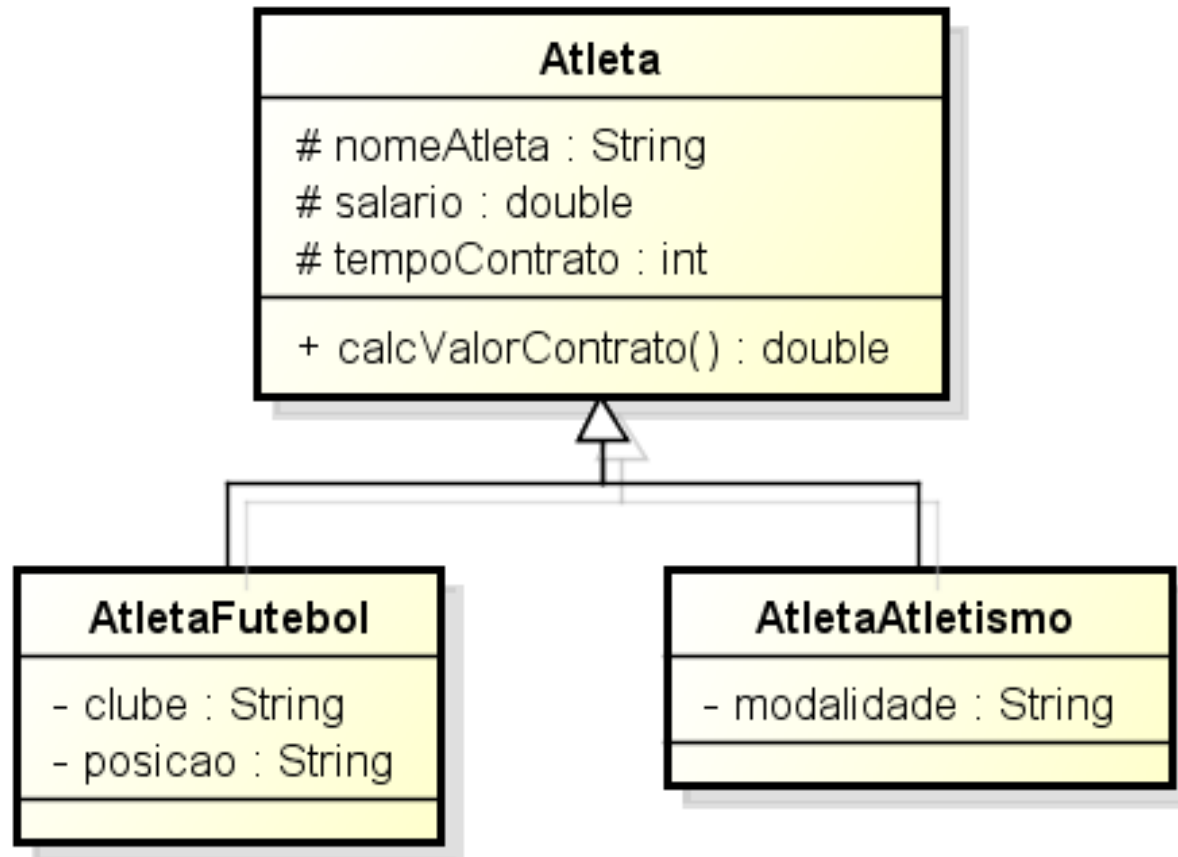 Atleta
# nomeAtleta : String
# salario : double
# tempoContrato : int
+ calcValorContrato() : double
AtletaFutebol
- clube : String
- posicao : String
AtletaAtletismo
- modalidade : String